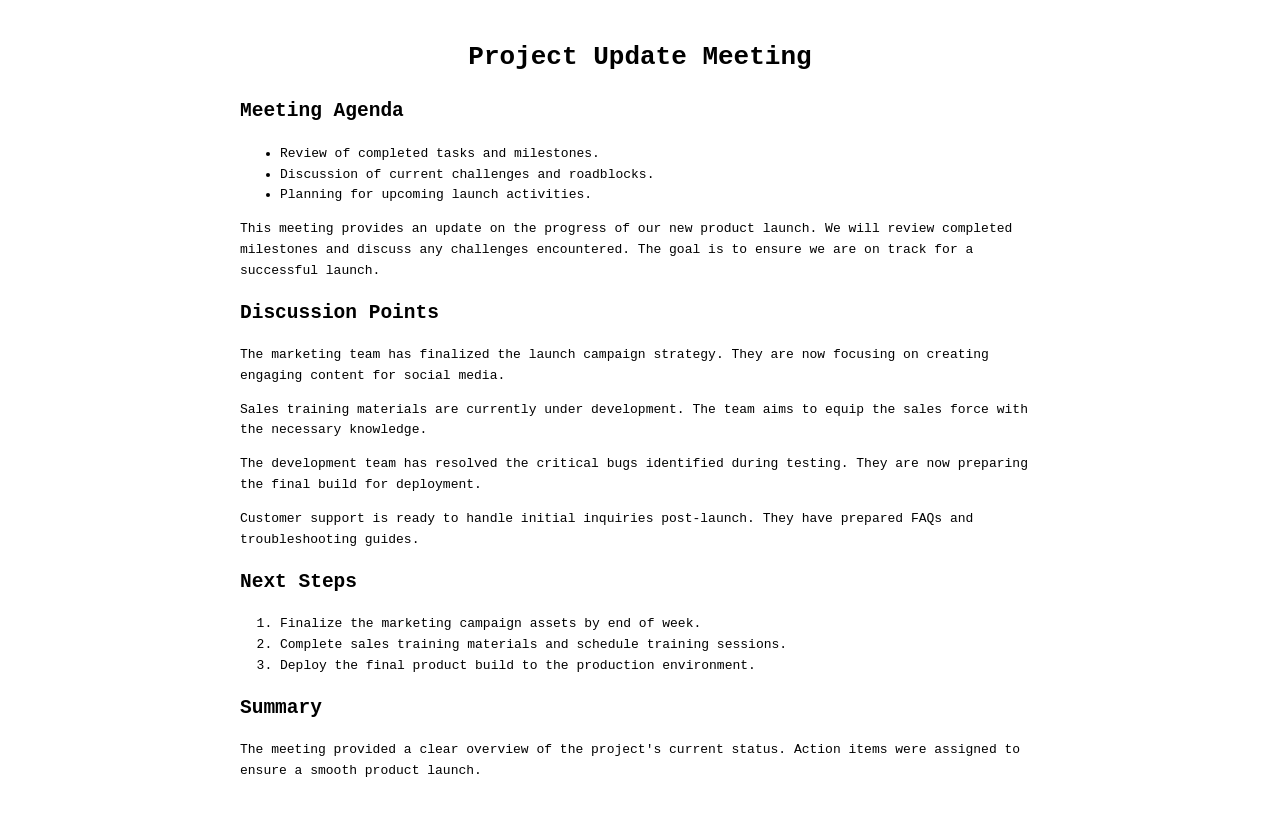 Project Update Meeting
Meeting Agenda
• Review of completed tasks and milestones.
• Discussion of current challenges and roadblocks.
• Planning for upcoming launch activities.
This meeting provides an update on the progress of our new product launch. We will review completed
milestones and discuss any challenges encountered. The goal is to ensure we are on track for a
successful launch.
Discussion Points
The marketing team has finalized the launch campaign strategy. They are now focusing on creating
engaging content for social media.
Sales training materials are currently under development. The team aims to equip the sales force with
the necessary knowledge.
The development team has resolved the critical bugs identified during testing. They are now preparing
the final build for deployment.
Customer support is ready to handle initial inquiries post-launch. They have prepared FAQs and
troubleshooting guides.
Next Steps
1. Finalize the marketing campaign assets by end of week.
2. Complete sales training materials and schedule training sessions.
3. Deploy the final product build to the production environment.
Summary
The meeting provided a clear overview of the project's current status. Action items were assigned to
ensure a smooth product launch.